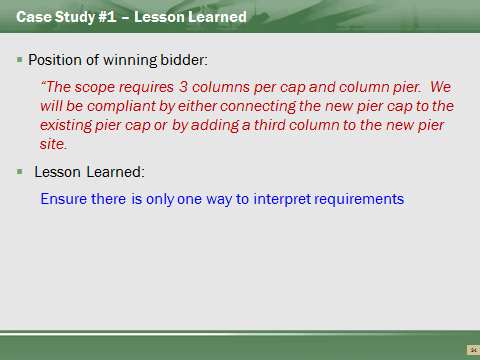 Case Study #1 – Lesson Learned
Position of winning bidder:
“The scope requires 3 columns per cap and column pier.  We
will be compliant by either connecting the new pier cap to the
existing pier cap or by adding a third column to the new pier
site.
Lesson Learned:
Ensure there is only one way to interpret requirements